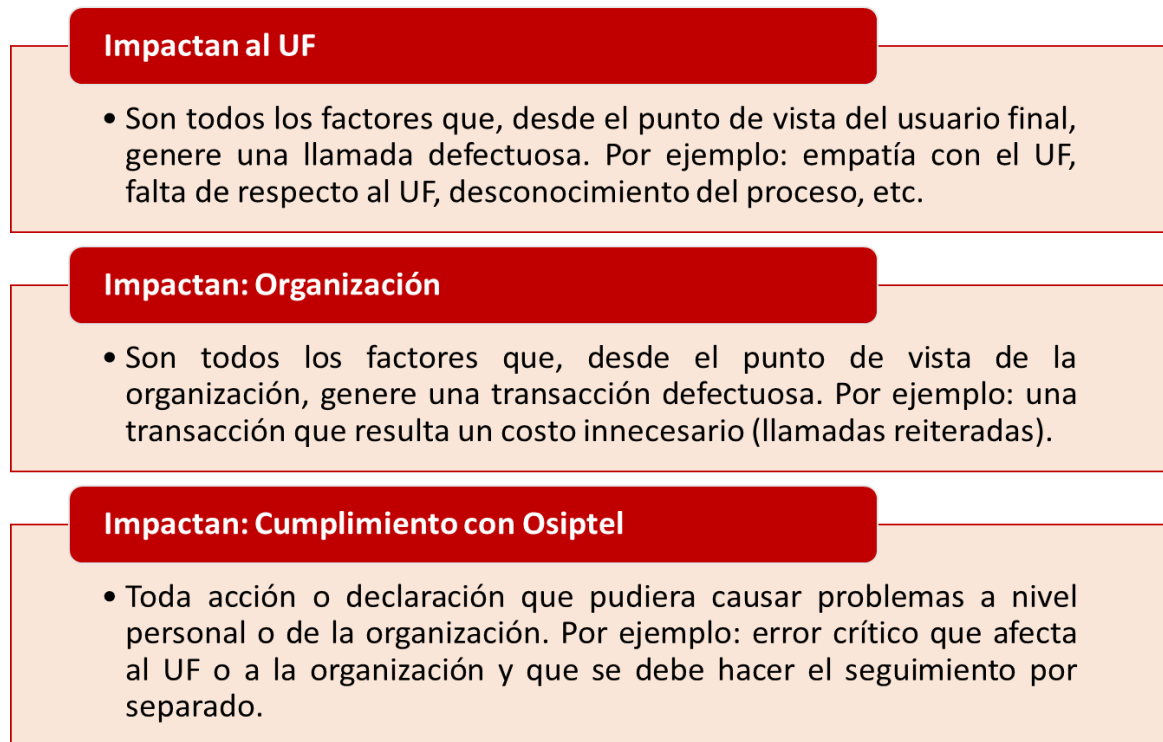 Impactan al UF
• Son todos los factores que, desde el punto de vista del usuario final,
genere una llamada defectuosa. Por ejemplo: empatía con el UF,
falta de respecto al UF, desconocimiento del proceso, etc.
Impactan: Organización
• Son todos los factores que, desde el punto de vista de la
organización, genere una transacción defectuosa. Por ejemplo: una
transacción que resulta un costo innecesario (llamadas reiteradas).
Impactan: Cumplimiento con Osiptel
• Toda acción o declaración que pudiera causar problemas a nivel
personal o de la organización. Por ejemplo: error crítico que afecta
al UF o a la organización y que se debe hacer el seguimiento por
separado.